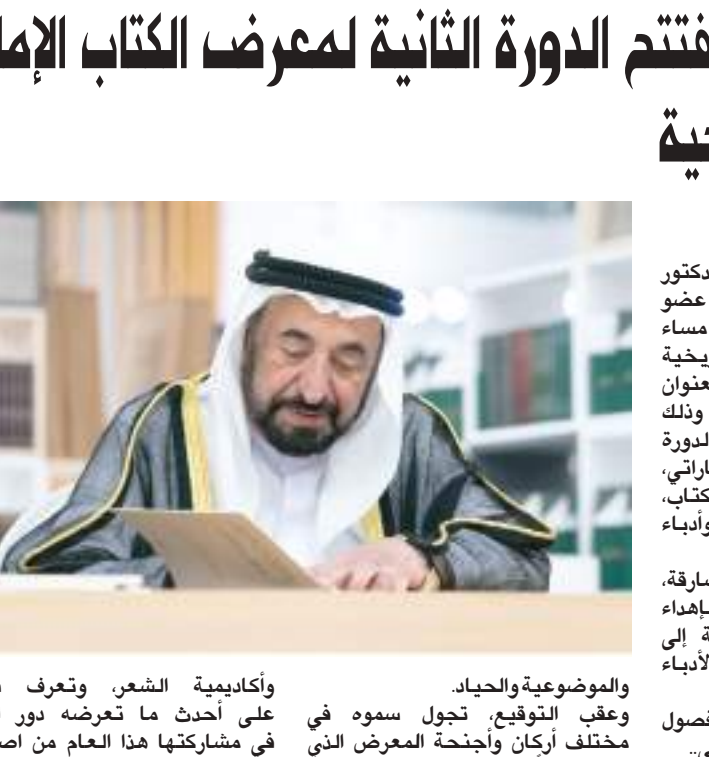 فتتح الدورة الثانية لمعرض الكتاب الإما
حية
دكتور
عضو
مساء
ريخية
عنوان
وذلك
لدورة
اراتي،
كتاب،
وأدباء
شارقة،
بإهداء
ة إلى
لأدباء
فصول
والموضوعية والحياد.
وعقب التوقيع، تجول سموه في
مختلف أركان وأجنحة المعرض الذي
وأكاديمية الشعر، وتعرف
على أحدث ما تعرضه دور
في مشاركتها هذا العام من اص